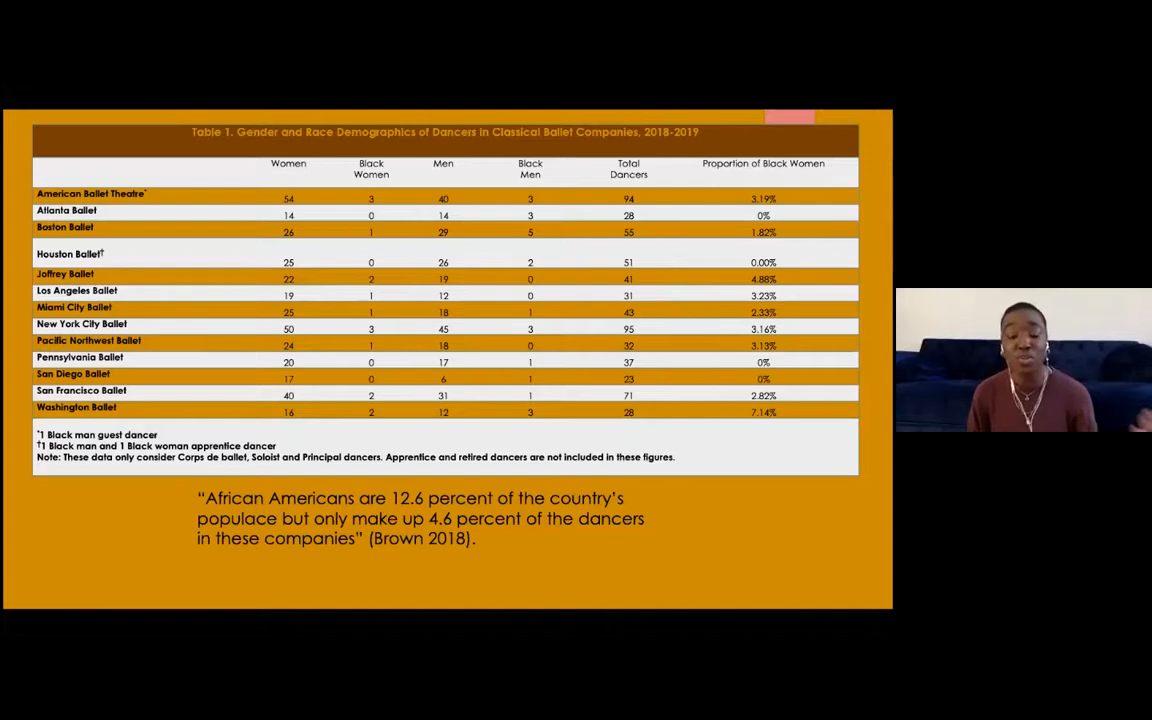 Table 1. Gender and Race Demographics of Dancers in Classical Ballet Companies, 2018-2019
Women Black Women Men Black Men Total Dancers Proportion of Black Women
American Ballet Theatre* 54 3 40 3 94 3.19%
Atlanta Ballet 14 0 14 3 28 0%
Boston Ballet 26 1 29 5 55 1.82%
Houston Ballet† 25 0 26 2 51 0.00%
Joffrey Ballet 22 2 19 0 41 4.88%
Los Angeles Ballet 19 1 12 0 31 3.23%
Miami City Ballet 25 1 18 1 43 2.33%
New York City Ballet 50 3 45 3 95 3.16%
Pacific Northwest Ballet 24 1 18 0 32 3.13%
Pennsylvania Ballet 20 0 17 1 37 0%
San Diego Ballet 17 0 6 1 23 0%
San Francisco Ballet 40 2 31 1 71 2.82%
Washington Ballet 16 2 12 3 28 7.14%
*1 Black man guest dancer
†1 Black man and 1 Black woman apprentice dancer
Note: These data only consider Corps de ballet, Soloist and Principal dancers. Apprentice and retired dancers are not included in these figures.
“African Americans are 12.6 percent of the country’s
populace but only make up 4.6 percent of the dancers
in these companies” (Brown 2018).